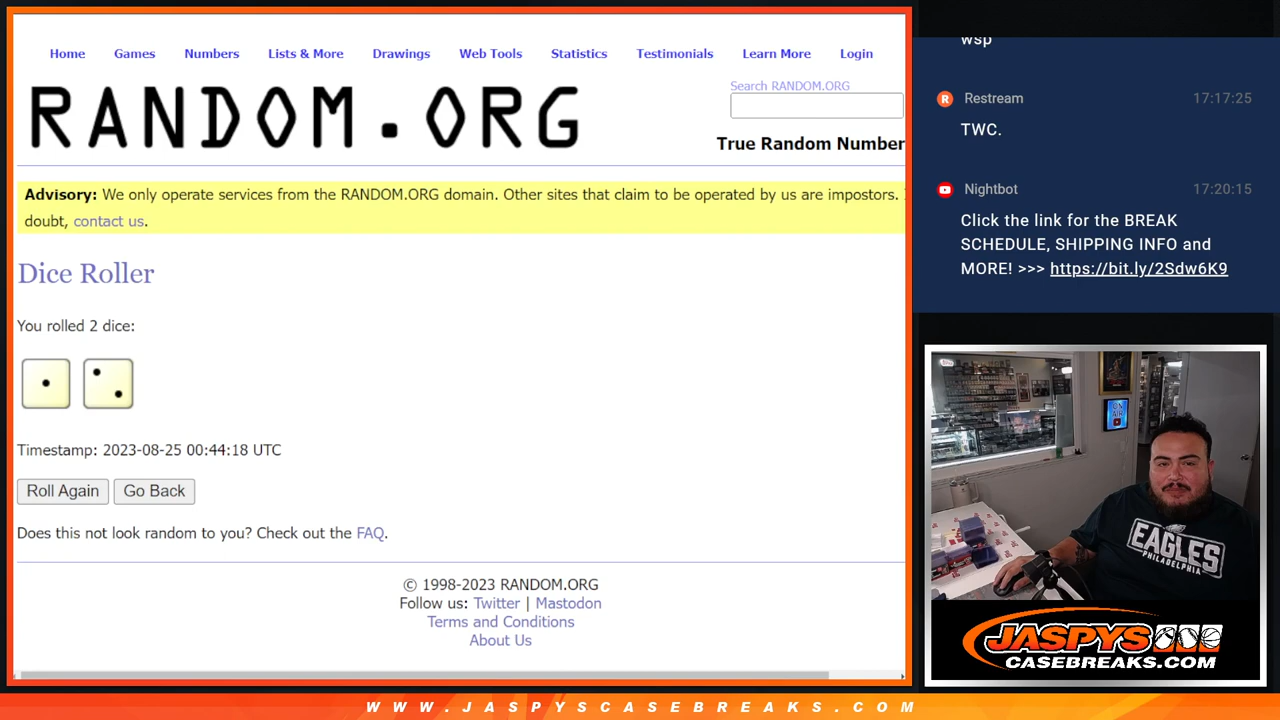 Home Games Numbers Lists & More Drawings Web Tools Statistics Testimonials Learn More Login
RANDOM.ORG
Search RANDOM.ORG
True Random Number
Advisory: We only operate services from the RANDOM.ORG domain. Other sites that claim to be operated by us are impostors.
doubt, contact us.
Dice Roller
You rolled 2 dice:
Timestamp: 2023-08-25 00:44:18 UTC
Roll Again Go Back
Does this not look random to you? Check out the FAQ.
© 1998-2023 RANDOM.ORG
Follow us: Twitter | Mastodon
Terms and Conditions
About Us
wsp
Restream 17:17:25
TWC.
Nightbot 17:20:15
Click the link for the BREAK
SCHEDULE, SHIPPING INFO and
MORE! >>> https://bit.ly/2Sdw6K9
ON
AIR
EAGLES
PHILADELPHIA
JASPYS
CASEBREAKS.COM
WWW.JASPYSCASEBREAKS.COM